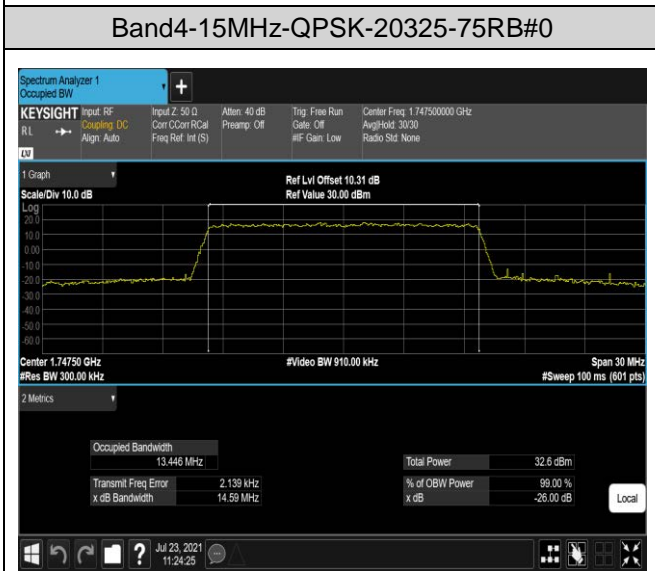 Band4-15MHz-QPSK-20325-75RB#0
Spectrum Analyzer 1
Occupied BW
+
KEYSIGHT Input: RF Input Z: 50 Ω Atten: 40 dB Trig: Free Run Center Freq: 1.747500000 GHz
RL Coupling: DC Corr CCorr RCal Preamp: Off Gate: Off Avg|Hold: 30/30
Align: Auto Freq Ref: Int (S) #IF Gain: Low Radio Std: None
LXI
1 Graph Ref Lvl Offset 10.31 dB
Scale/Div 10.0 dB Ref Value 30.00 dBm
Log
20.0
10.0
0.00
-10.0
-20.0
-30.0
-40.0
-50.0
-60.0
Center 1.74750 GHz #Video BW 910.00 kHz Span 30 MHz
#Res BW 300.00 kHz #Sweep 100 ms (601 pts)
2 Metrics
Occupied Bandwidth
13.446 MHz Total Power 32.6 dBm
Transmit Freq Error 2.139 kHz % of OBW Power 99.00 %
x dB Bandwidth 14.59 MHz x dB -26.00 dB
Local
? Jul 23, 2021
11:24:25